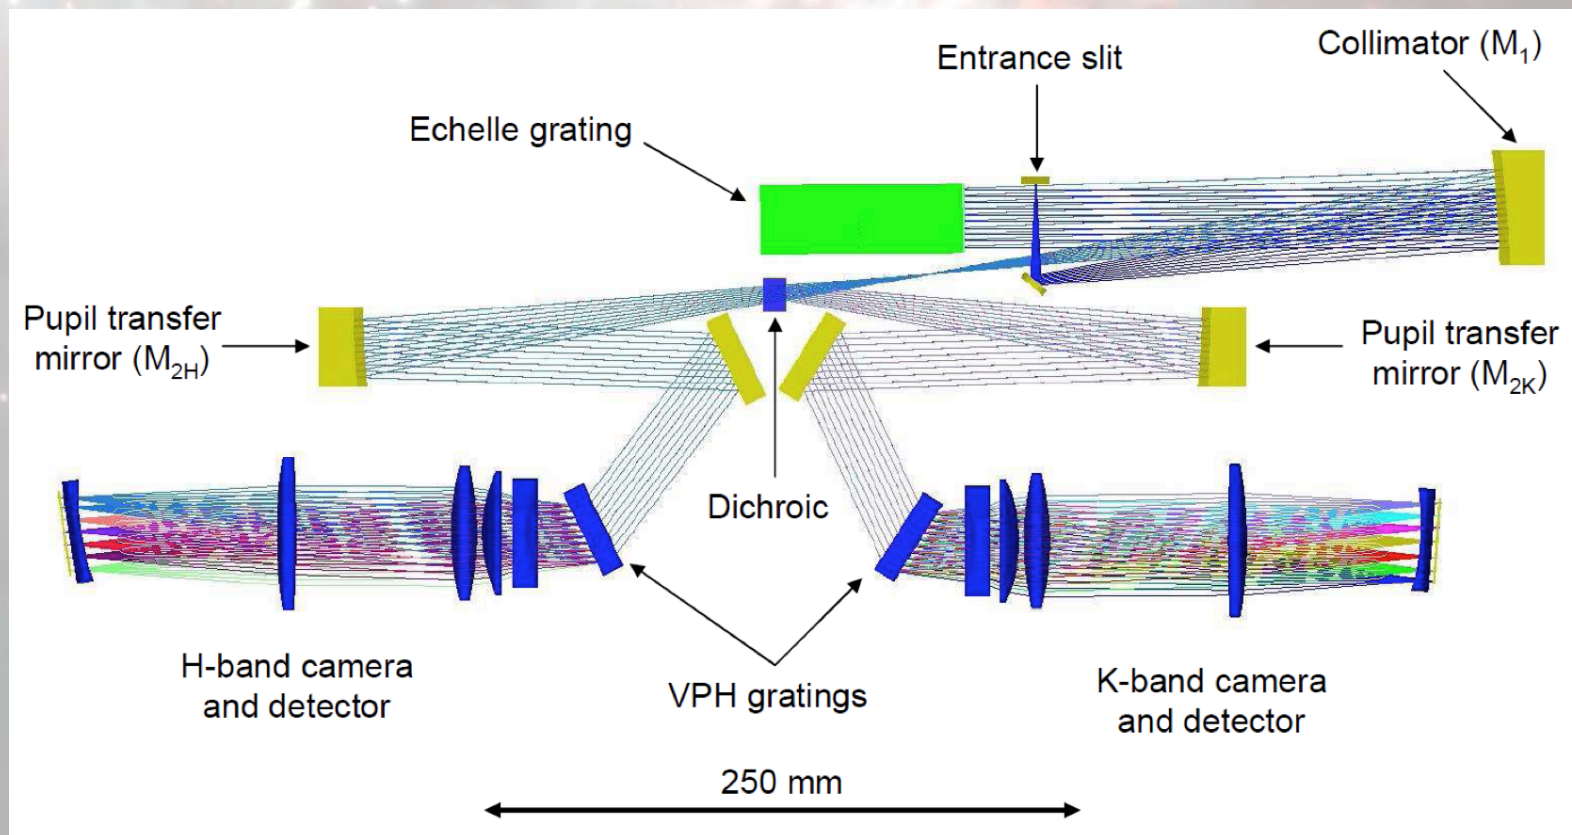 Collimator (M1)
Entrance slit
Echelle grating
Pupil transfer
mirror (M2H)
Pupil transfer
mirror (M2K)
Dichroic
H-band camera
and detector
VPH gratings
K-band camera
and detector
250 mm